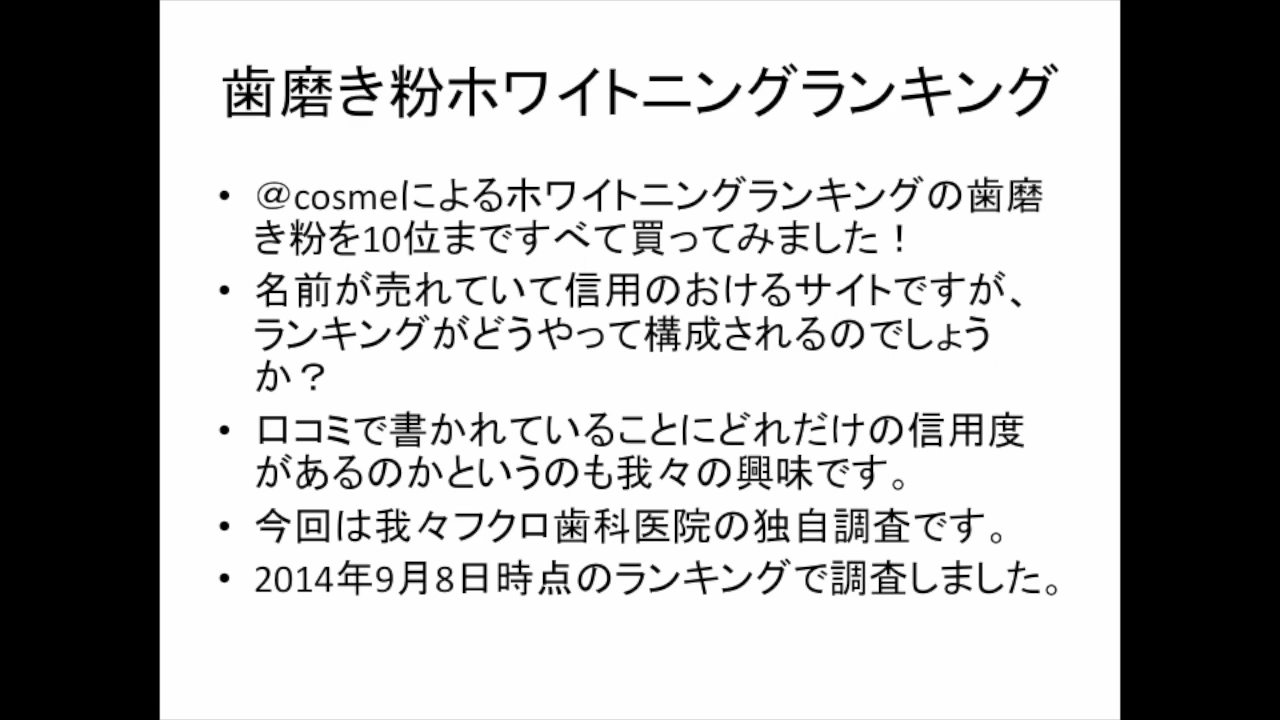 歯磨き粉ホワイトニングランキング
• @cosmeによるホワイトニングランキングの歯磨
き粉を10位まですべて買ってみました！
• 名前が売れていて信用のおけるサイトですが、
ランキングがどうやって構成されるのでしょう
か？
• 口コミで書かれていることにどれだけの信用度
があるのかというのも我々の興味です。
• 今回は我々フクロ歯科医院の独自調査です。
• 2014年9月8日時点のランキングで調査しました。